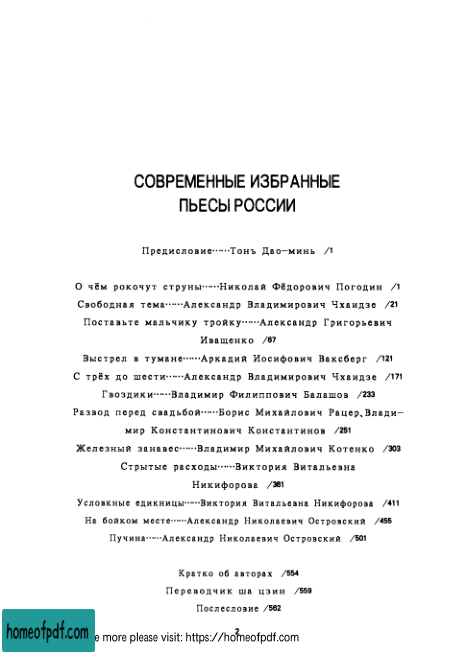 СОВРЕМЕННЫЕ ИЗБРАННЫЕ
ПЬЕСЫ РОССИИ
Предисловие······Тонъ Дао—минь /1
О чём рокочут струны······Николай Фёдорович Погодин /1
Свободная тема······Александр Владимирович Чхаидзе /21
Поставьте мальчику тройку······Александр Григорьевич
Иващенко /67
Выстрел в тумане······Аркадий Иосифович Ваксберг /121
С трёх до шести······Александр Владимирович Чхаидзе /171
Гвоздики······Владимир Филиппович Балашов /233
Развод перед свадьбой······Борис Михайлович Рацер, Влади—
мир Константинович Константинов /251
Железный занавес······Владимир Михайлович Котенко /303
Стрытые расходы······Виктория Витальевна
Никифорова /361
Условкные едикницы······Виктория Витальевна Никифорова /411
На бойком месте······Александр Николаевич Островский /455
Пучина······Александр Николаевич Островский /501
Кратко об авторах /554
Переводчик ша цзин /559
Послесловие /562
2
homeofpdf.com
e more please visit: https://homeofpdf.com